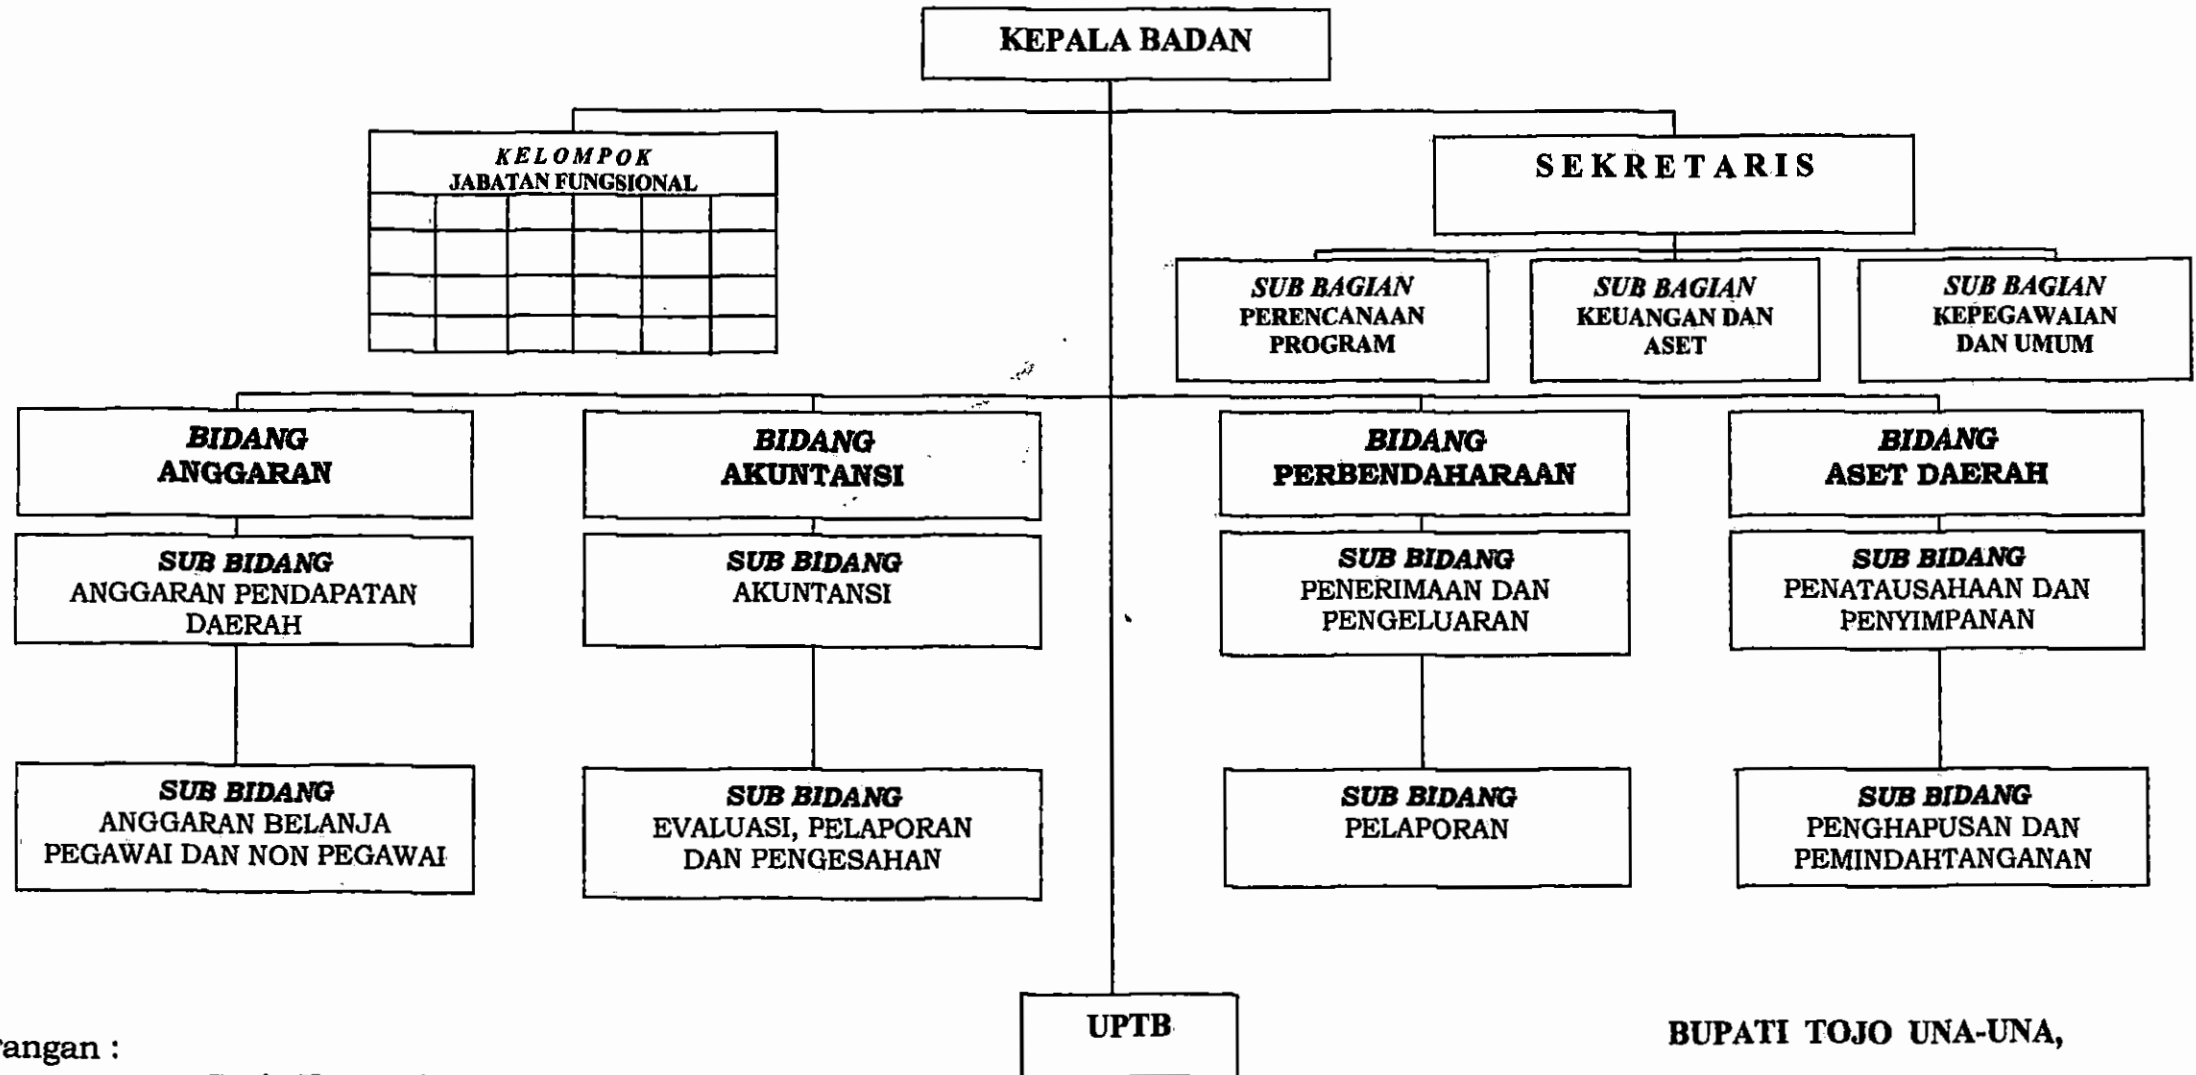 KEPALA BADAN
KELOMPOK
JABATAN FUNGSIONAL
SEKRETARIS
SUB BAGIAN
PERENCANAAN
PROGRAM
SUB BAGIAN
KEUANGAN DAN
ASET
SUB BAGIAN
KEPEGAWAIAN
DAN UMUM
BIDANG
ANGGARAN
BIDANG
AKUNTANSI
BIDANG
PERBENDAHARAAN
BIDANG
ASET DAERAH
SUB BIDANG
ANGGARAN PENDAPATAN
DAERAH
SUB BIDANG
AKUNTANSI
SUB BIDANG
PENERIMAAN DAN
PENGELUARAN
SUB BIDANG
PENATAUSAHAAN DAN
PENYIMPANAN
SUB BIDANG
ANGGARAN BELANJA
PEGAWAI DAN NON PEGAWAI
SUB BIDANG
EVALUASI, PELAPORAN
DAN PENGESAHAN
SUB BIDANG
PELAPORAN
SUB BIDANG
PENGHAPUSAN DAN
PEMINDAHTANGANAN
UPTB
BUPATI TOJO UNA-UNA,
rangan :